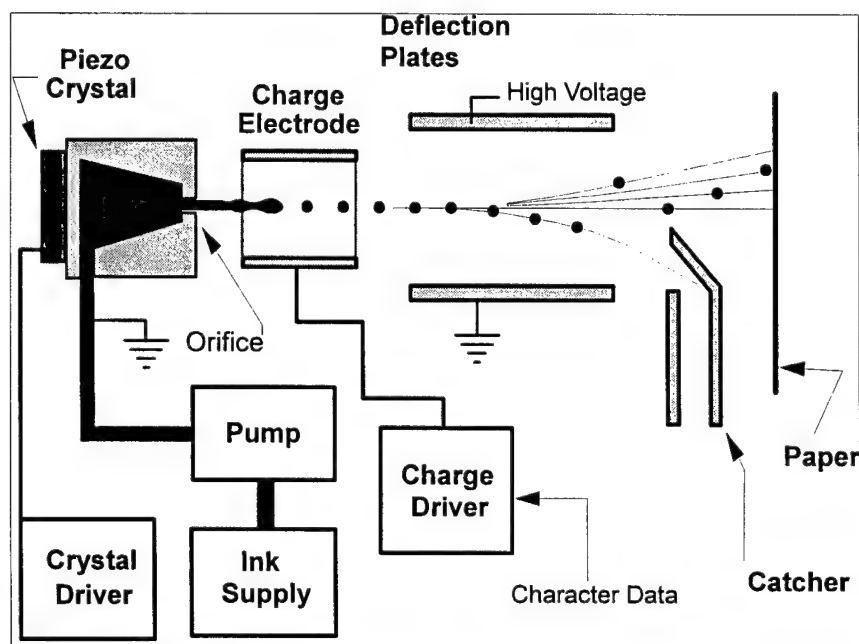 Deflection
Plates
Piezo
Crystal
Charge
Electrode
High Voltage
Orifice
Pump
Charge
Driver
Paper
Crystal
Driver
Ink
Supply
Character Data
Catcher